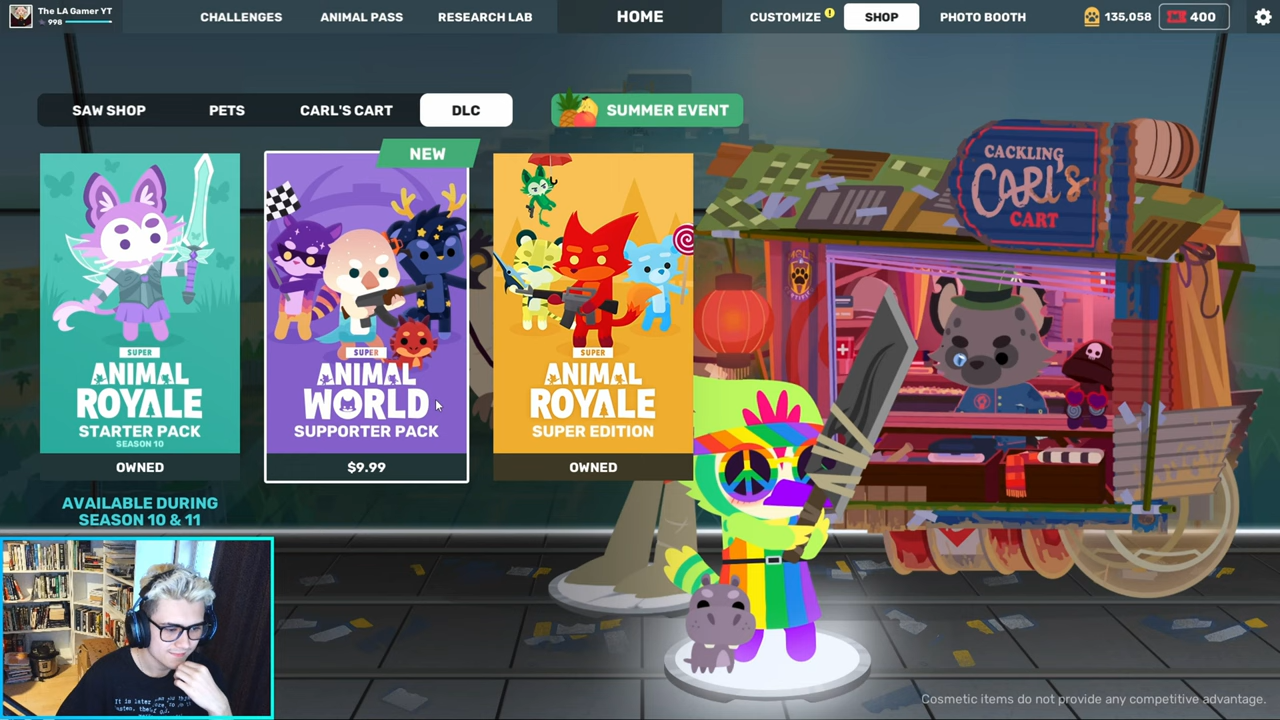 The LA Gamer YT
998
CHALLENGES
ANIMAL PASS
RESEARCH LAB
HOME
CUSTOMIZE !
SHOP
PHOTO BOOTH
135,058
400
SAW SHOP
PETS
CARL'S CART
DLC
SUMMER EVENT
NEW
SUPER
ANIMAL
ROYALE
STARTER PACK
SEASON 10
OWNED
AVAILABLE DURING
SEASON 10 & 11
SUPER
ANIMAL
WORLD
SUPPORTER PACK
$9.99
SUPER
ANIMAL
ROYALE
SUPER EDITION
OWNED
CACKLING
CARL'S
CART
It is later
Cosmetic items do not provide any competitive advantage.